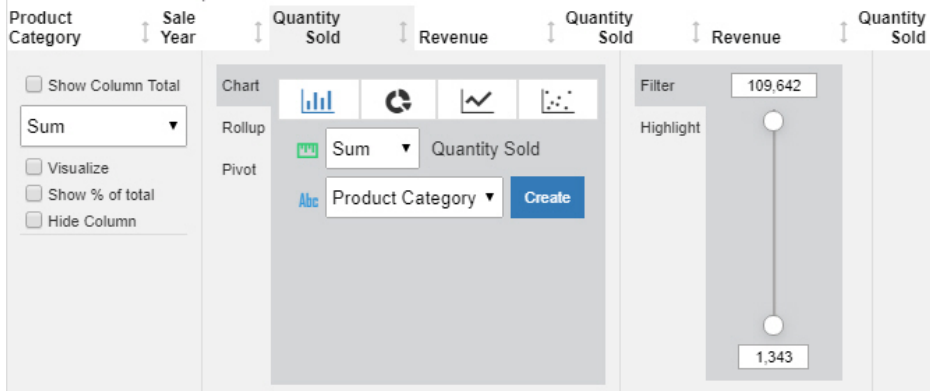 Product Category
Sale Year
Quantity Sold
Revenue
Quantity Sold
Revenue
Quantity Sold
Show Column Total
Sum
Visualize
Show % of total
Hide Column
Chart
Rollup
Pivot
Sum
Quantity Sold
Abc
Product Category
Create
Filter
Highlight
109,642
1,343